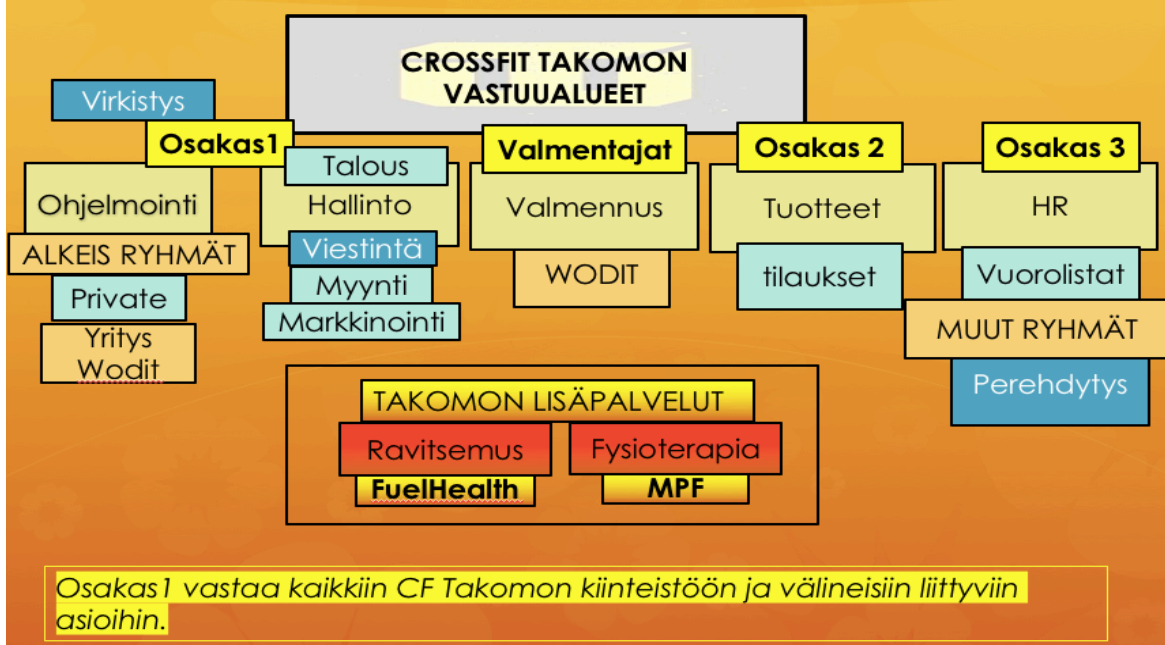 CROSSFIT TAKOMON
VASTUUALUEET
Virkistys
Osakas1
Ohjelmointi
ALKEIS RYHMÄT
Private
Yritys
Wodit
Talous
Hallinto
Viestintä
Myynti
Markkinointi
Valmentajat
Valmennus
WODIT
Osakas 2
Tuotteet
tilaukset
Osakas 3
HR
Vuorolistat
MUUT RYHMÄT
Perehdytys
TAKOMON LISÄPALVELUT
Ravitsemus
FuelHealth
Fysioterapia
MPF
Osakas1 vastaa kaikkiin CF Takomon kiinteistöön ja välineisiin liittyviin
asioihin.